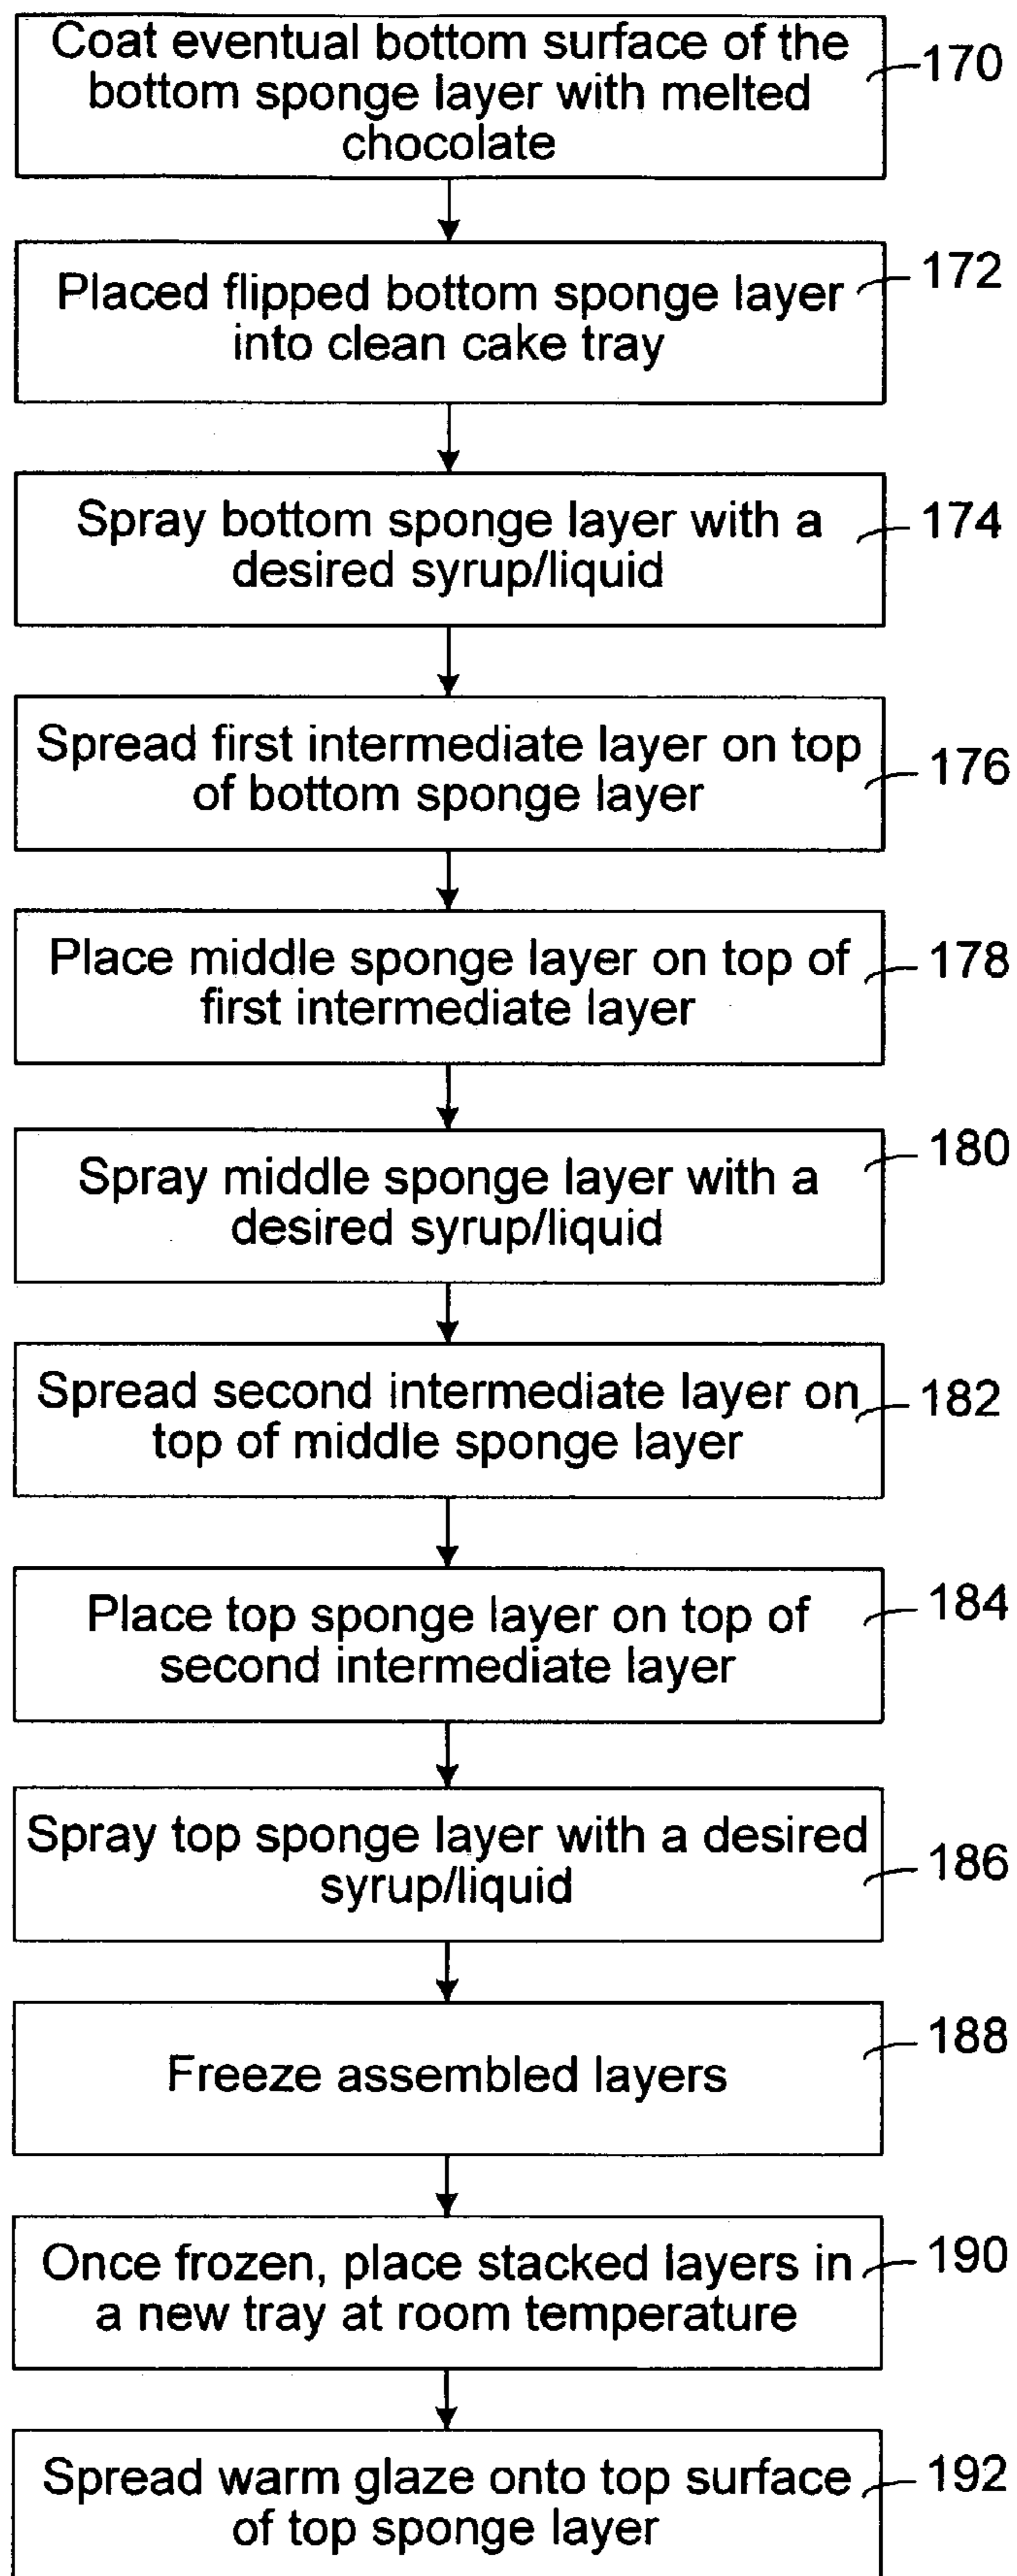 Coat eventual bottom surface of the
bottom sponge layer with melted
chocolate
170
Placed flipped bottom sponge layer
into clean cake tray
172
Spray bottom sponge layer with a
desired syrup/liquid
174
Spread first intermediate layer on top
of bottom sponge layer
176
Place middle sponge layer on top of
first intermediate layer
178
Spray middle sponge layer with a
desired syrup/liquid
180
Spread second intermediate layer on
top of middle sponge layer
182
Place top sponge layer on top of
second intermediate layer
184
Spray top sponge layer with a desired
syrup/liquid
186
Freeze assembled layers
188
Once frozen, place stacked layers in
a new tray at room temperature
190
Spread warm glaze onto top surface
of top sponge layer
192